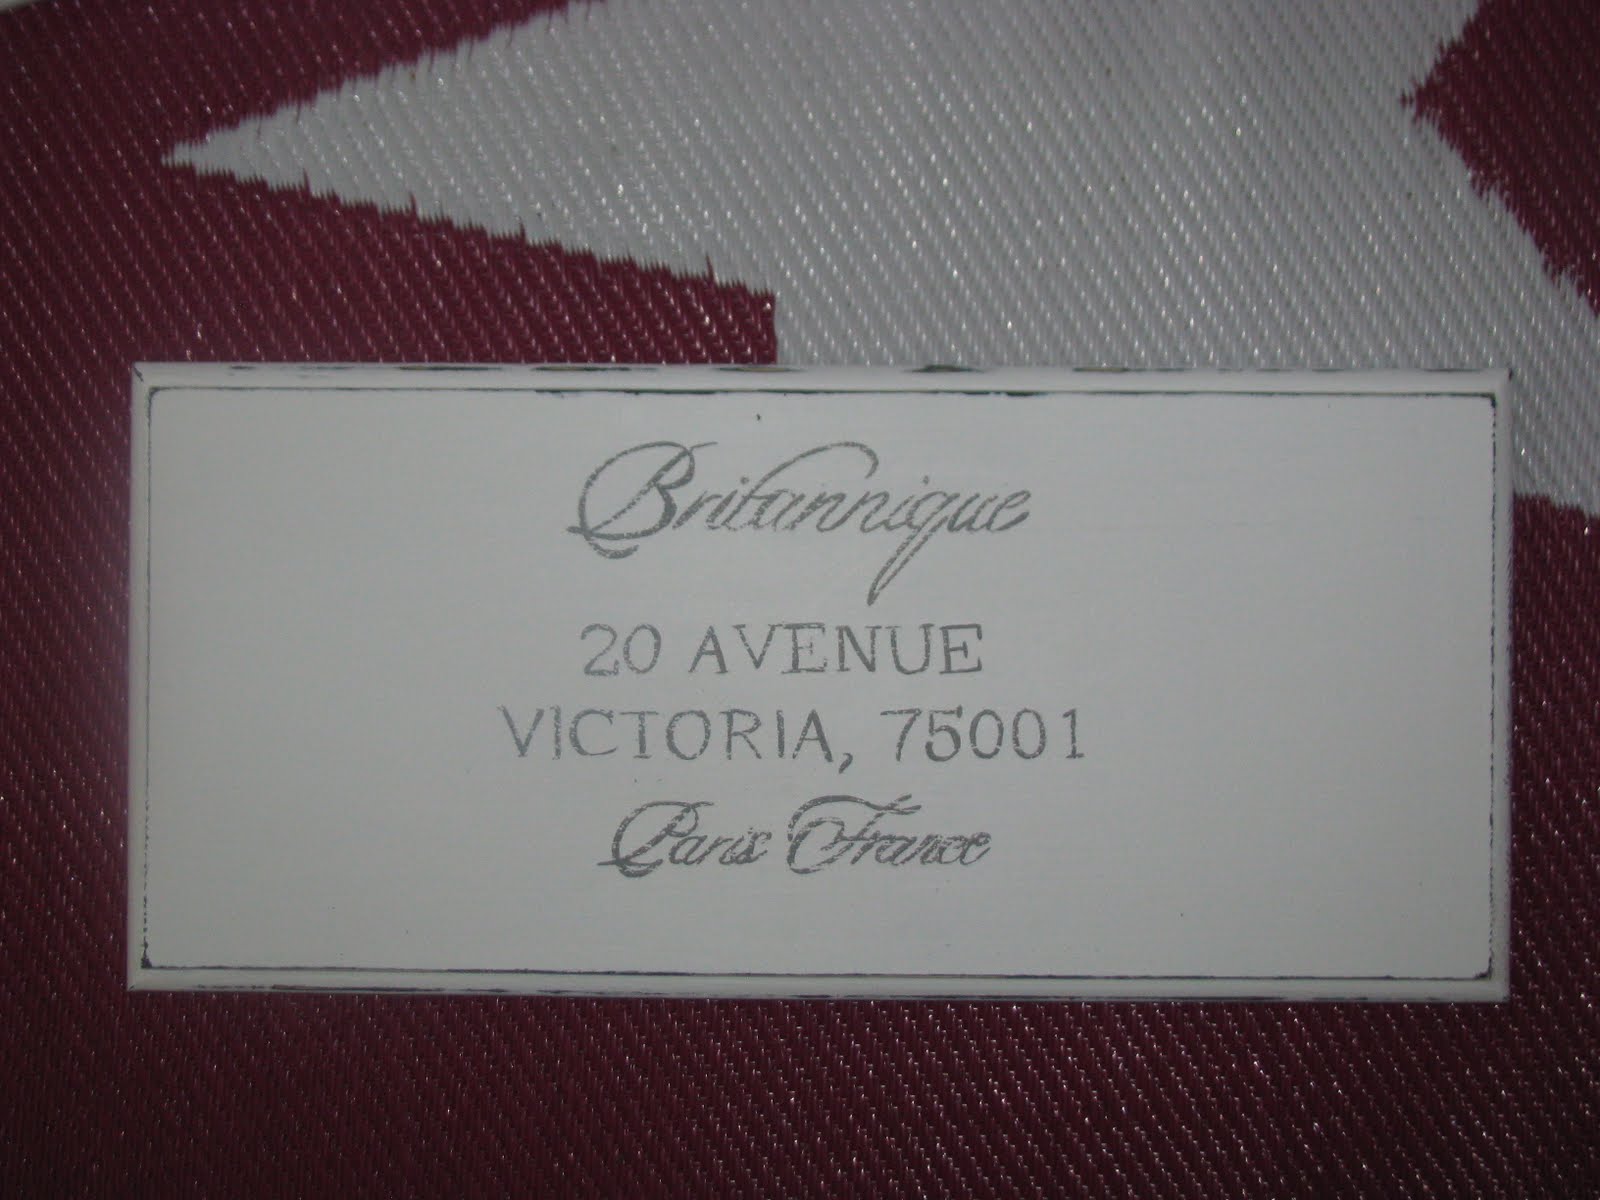 Britannique
20 AVENUE
VICTORIA, 75001
Paris France